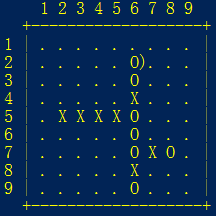 1 2 3 4 5 6 7 8 9
+------------------+
1 | . . . . . . . . . |
2 | . . . . . O). . . |
3 | . . . . . O . . . |
4 | . . . . . X . . . |
5 | . X X X X O . . . |
6 | . . . . . O . . . |
7 | . . . . . O X O . |
8 | . . . . . X . . . |
9 | . . . . . O . . . |
+------------------+